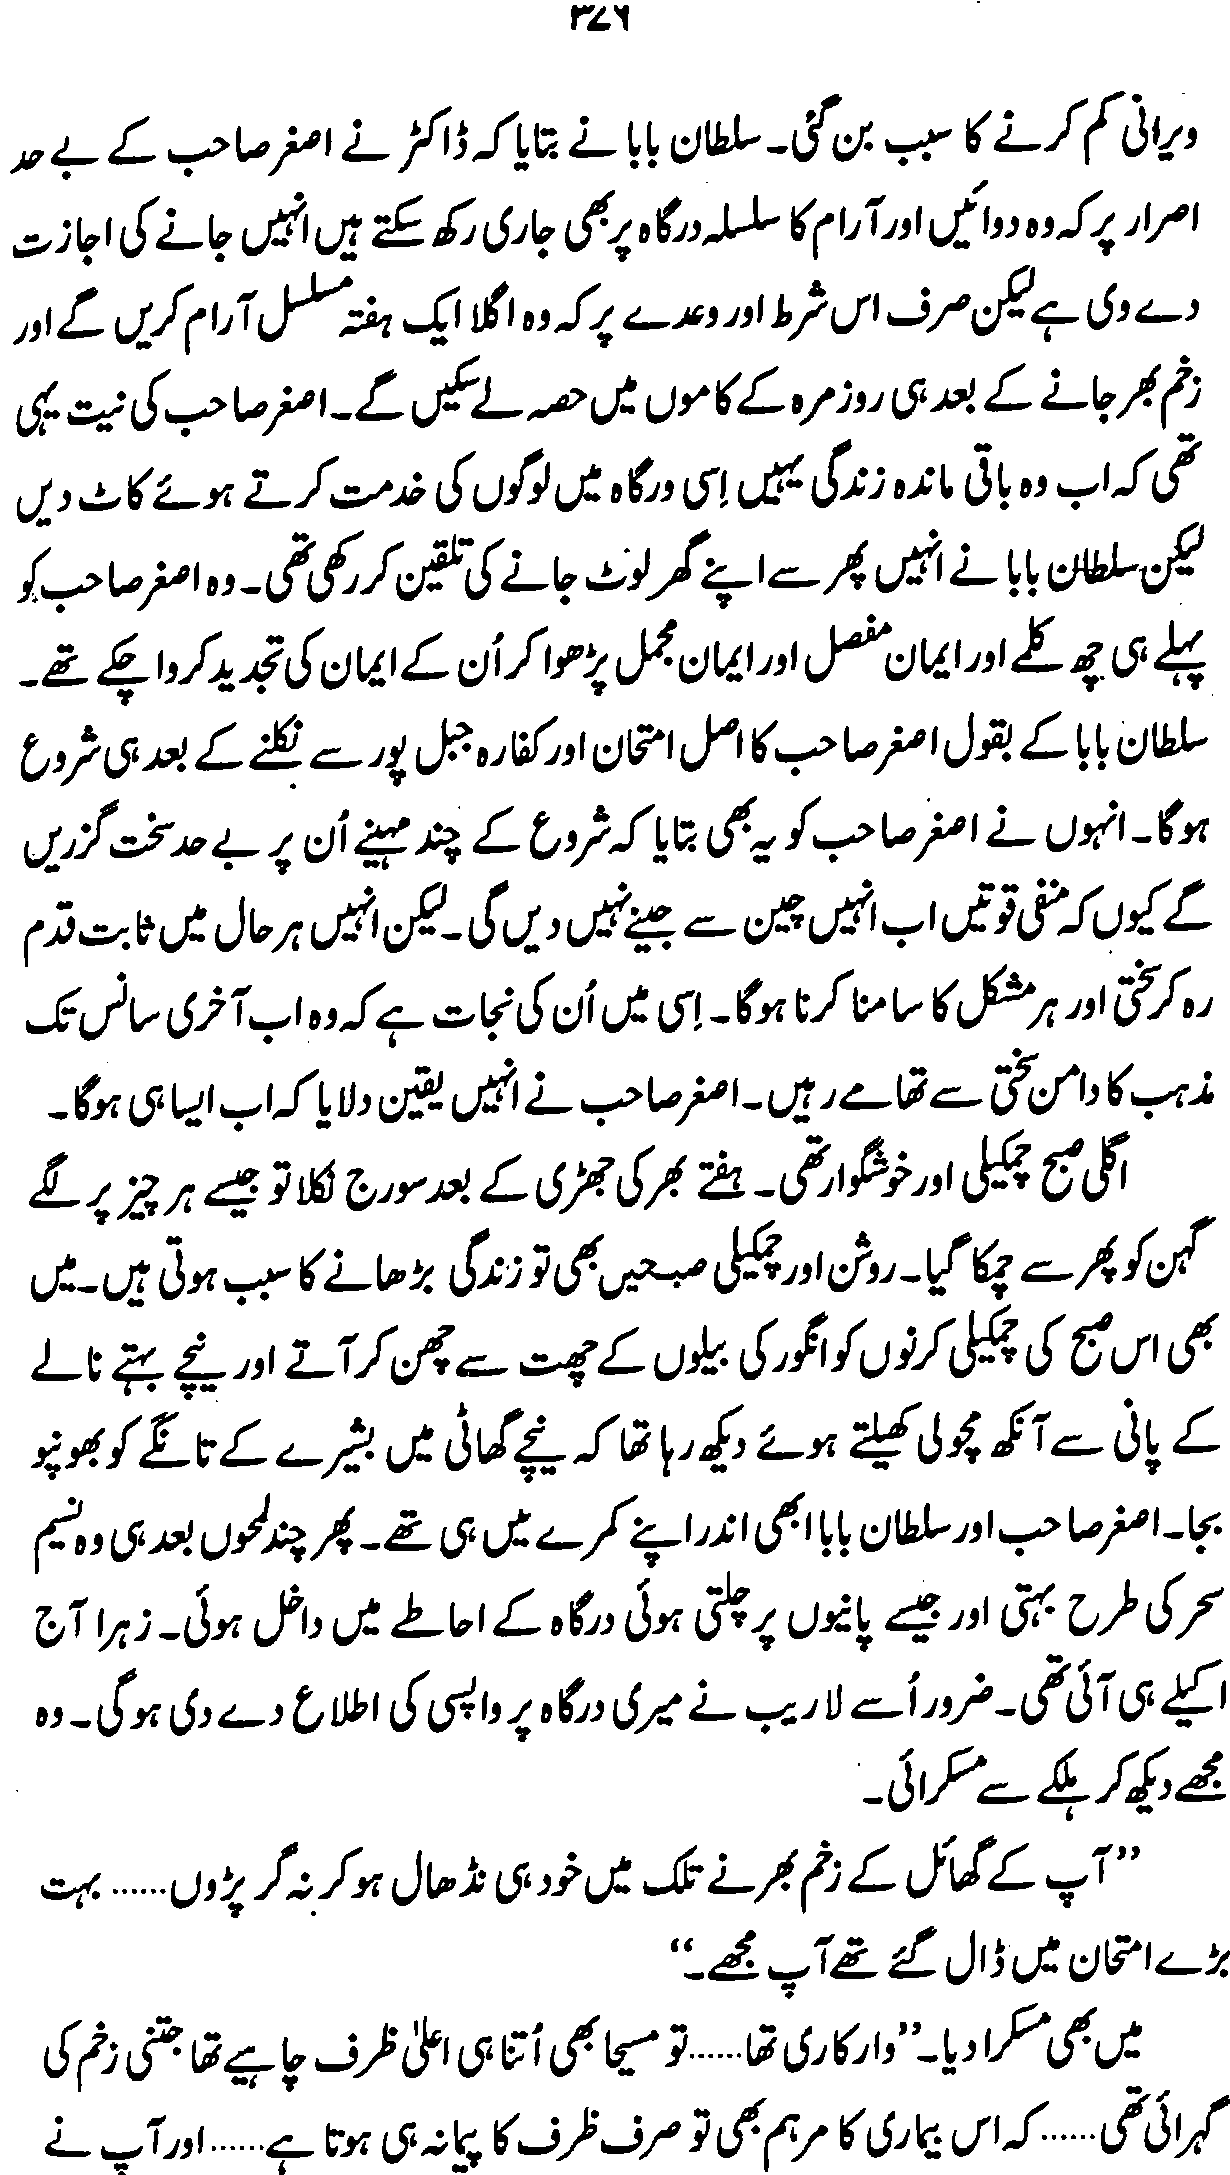 ۳۷۶
ویرانی کم کرنے کا سبب بن گئی۔ سلطان بابا نے بتایا کہ ڈاکٹر نے اصغر صاحب کے بے حد
اصرار پر کہ وہ دوائیں اور آرام کا سلسلہ درگاہ پر بھی جاری رکھ سکتے ہیں انہیں جانے کی اجازت
دے دی ہے لیکن صرف اس شرط اور وعدے پر کہ وہ اگلا ایک ہفتہ مسلسل آرام کریں گے اور
زخم بھر جانے کے بعد ہی روزمرہ کے کاموں میں حصہ لے سکیں گے۔ اصغر صاحب کی نیت یہی
تھی کہ اب وہ باقی ماندہ زندگی یہیں اِسی درگاہ میں لوگوں کی خدمت کرتے ہوئے کاٹ دیں
لیکن سلطان بابا نے انہیں پھر سے اپنے گھر لوٹ جانے کی تلقین کر رکھی تھی۔ وہ اصغر صاحب کو
پہلے ہی چھ کلمے اور ایمان مفصل اور ایمان مجمل پڑھوا کر اُن کے ایمان کی تجدید کروا چکے تھے۔
سلطان بابا کے بقول اصغر صاحب کا اصل امتحان اور کفارہ جبل پور سے نکلنے کے بعد ہی شروع
ہوگا۔ انہوں نے اصغر صاحب کو یہ بھی بتایا کہ شروع کے چند مہینے اُن پر بے حد سخت گزریں
گے کیوں کہ منفی قوتیں اب انہیں چین سے جینے نہیں دیں گی۔ لیکن انہیں ہر حال میں ثابت قدم
رہ کر سختی اور ہر مشکل کا سامنا کرنا ہوگا۔ اِسی میں اُن کی نجات ہے کہ وہ اب آخری سانس تک
مذہب کا دامن سختی سے تھامے رہیں۔ اصغر صاحب نے انہیں یقین دلایا کہ اب ایسا ہی ہوگا۔
اگلی صبح چمکیلی اور خوشگوار تھی۔ ہفتے بھر کی جھڑی کے بعد سورج نکلا تو جیسے ہر چیز پر لگے
گہن کو پھر سے چمکا گیا۔ روشن اور چمکیلی صبحیں بھی تو زندگی بڑھانے کا سبب ہوتی ہیں۔ میں
بھی اس صبح کی چمکیلی کرنوں کو انگور کی بیلوں کے چھت سے چھن کر آتے اور نیچے بہتے نالے
کے پانی سے آنکھ مچولی کھیلتے ہوئے دیکھ رہا تھا کہ نیچے گھاٹی میں بشیرے کے تانگے کو بھونپو
بجا۔ اصغر صاحب اور سلطان بابا ابھی اندر اپنے کمرے میں ہی تھے۔ پھر چند لمحوں بعد ہی وہ نسیم
سحر کی طرح بہتی اور جیسے پانیوں پر چلتی ہوئی درگاہ کے احاطے میں داخل ہوئی۔ زہرا آج
اکیلے ہی آئی تھی۔ ضرور اُسے لاریب نے میری درگاہ پر واپسی کی اطلاع دے دی ہوگی۔ وہ
مجھے دیکھ کر ہلکے سے مسکرائی۔
”آپ کے گھائل کے زخم بھرنے تلک میں خود ہی نڈھال ہو کر نہ گر پڑوں...... بہت
بڑے امتحان میں ڈال گئے تھے آپ مجھے۔“
میں بھی مسکرا دیا۔ ”وار کاری تھا...... تو مسیحا بھی اُتنا ہی اعلیٰ ظرف چاہیے تھا جتنی زخم کی
گہرائی تھی...... کہ اس بیماری کا مرہم بھی تو صرف ظرف کا پیمانہ ہی ہوتا ہے...... اور آپ نے